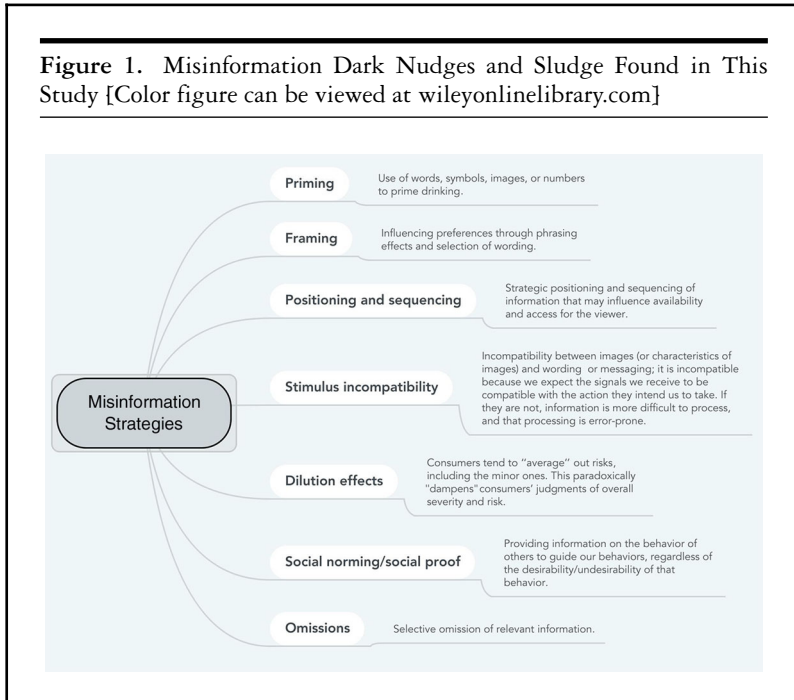 Figure 1. Misinformation Dark Nudges and Sludge Found in This
Study [Color figure can be viewed at wileyonlinelibrary.com]
Priming
Use of words, symbols, images, or numbers
to prime drinking.
Framing
Influencing preferences through phrasing
effects and selection of wording.
Positioning and sequencing
Strategic positioning and sequencing of
information that may influence availability
and access for the viewer.
Misinformation
Strategies
Stimulus incompatibility
Incompatibility between images (or characteristics of
images) and wording or messaging; it is incompatible
because we expect the signals we receive to be
compatible with the action they intend us to take. If
they are not, information is more difficult to process,
and that processing is error-prone.
Dilution effects
Consumers tend to "average" out risks,
including the minor ones. This paradoxically
"dampens" consumers' judgments of overall
severity and risk.
Social norming/social proof
Providing information on the behavior of
others to guide our behaviors, regardless of
the desirability/undesirability of that
behavior.
Omissions
Selective omission of relevant information.